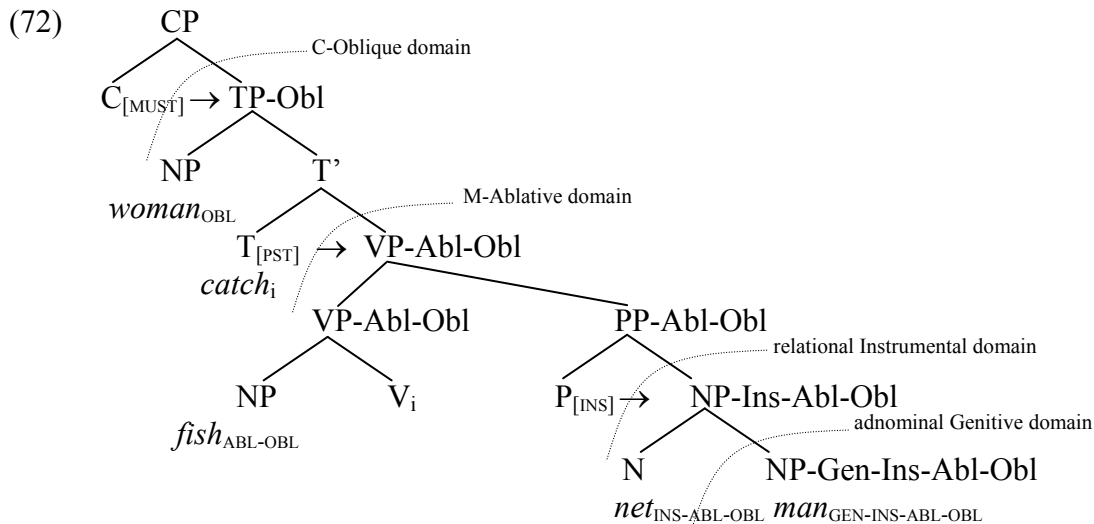 (72) CP
C-Oblique domain
C[MUST] → TP-Obl
NP T’
womanOBL M-Ablative domain
T[PST] → VP-Abl-Obl
catchi
VP-Abl-Obl PP-Abl-Obl
relational Instrumental domain
NP Vi P[INS] → NP-Ins-Abl-Obl
fishABL-OBL adnominal Genitive domain
N NP-Gen-Ins-Abl-Obl
netINS-ABL-OBL manGEN-INS-ABL-OBL